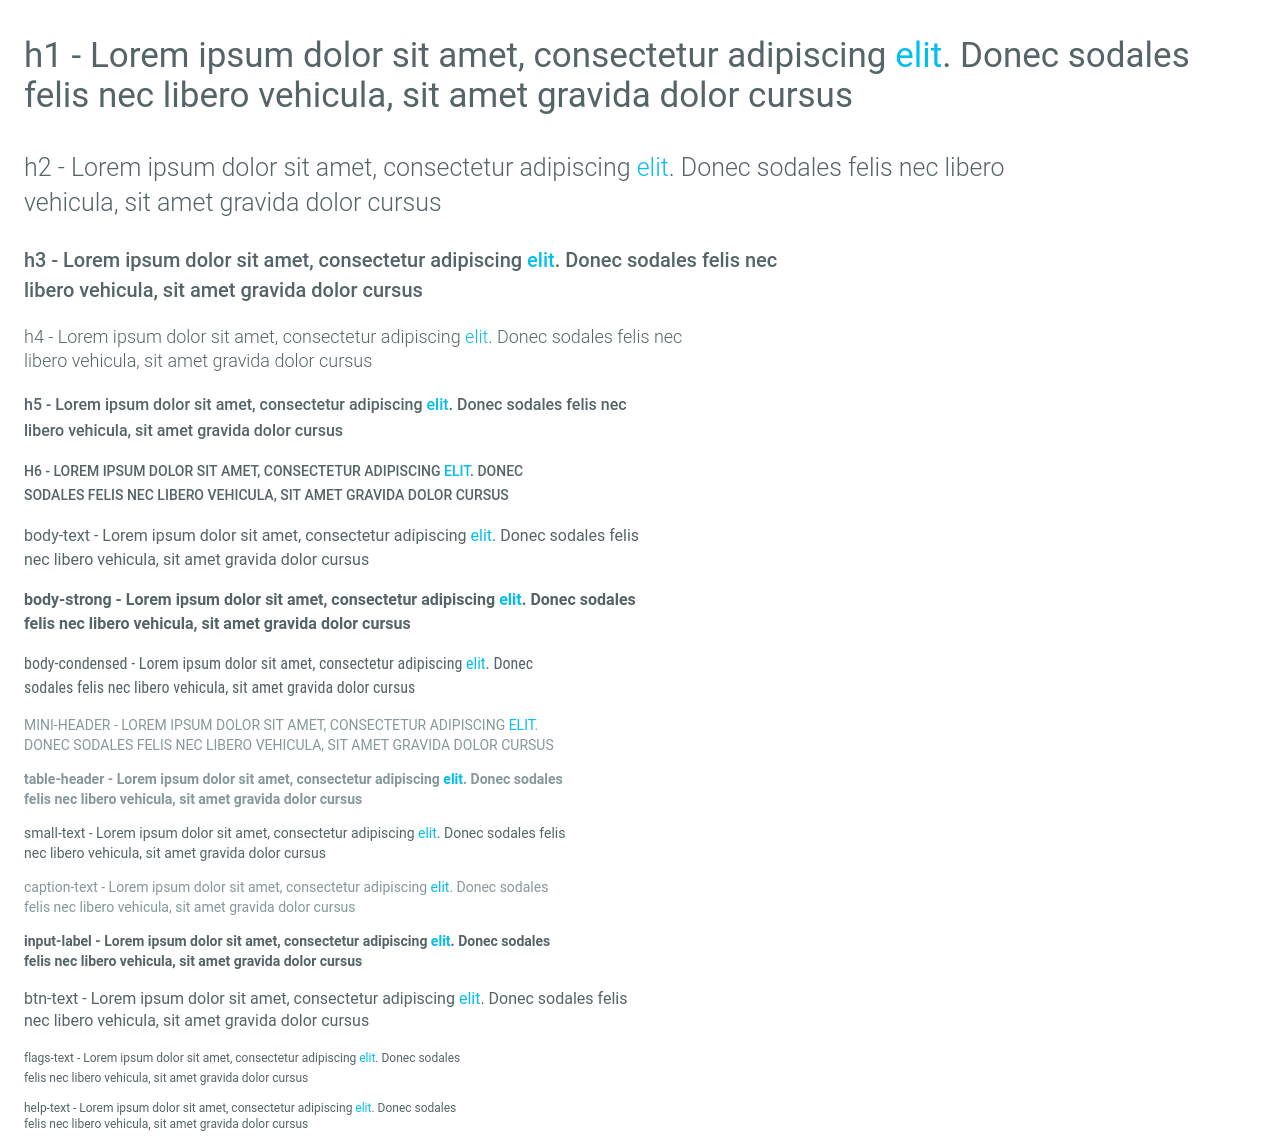 h1 - Lorem ipsum dolor sit amet, consectetur adipiscing elit. Donec sodales
felis nec libero vehicula, sit amet gravida dolor cursus
h2 - Lorem ipsum dolor sit amet, consectetur adipiscing elit. Donec sodales felis nec libero
vehicula, sit amet gravida dolor cursus
h3 - Lorem ipsum dolor sit amet, consectetur adipiscing elit. Donec sodales felis nec
libero vehicula, sit amet gravida dolor cursus
h4 - Lorem ipsum dolor sit amet, consectetur adipiscing elit. Donec sodales felis nec
libero vehicula, sit amet gravida dolor cursus
h5 - Lorem ipsum dolor sit amet, consectetur adipiscing elit. Donec sodales felis nec
libero vehicula, sit amet gravida dolor cursus
H6 - LOREM IPSUM DOLOR SIT AMET, CONSECTETUR ADIPISCING ELIT. DONEC
SODALES FELIS NEC LIBERO VEHICULA, SIT AMET GRAVIDA DOLOR CURSUS
body-text - Lorem ipsum dolor sit amet, consectetur adipiscing elit. Donec sodales felis
nec libero vehicula, sit amet gravida dolor cursus
body-strong - Lorem ipsum dolor sit amet, consectetur adipiscing elit. Donec sodales
felis nec libero vehicula, sit amet gravida dolor cursus
body-condensed - Lorem ipsum dolor sit amet, consectetur adipiscing elit. Donec
sodales felis nec libero vehicula, sit amet gravida dolor cursus
MINI-HEADER - LOREM IPSUM DOLOR SIT AMET, CONSECTETUR ADIPISCING ELIT.
DONEC SODALES FELIS NEC LIBERO VEHICULA, SIT AMET GRAVIDA DOLOR CURSUS
table-header - Lorem ipsum dolor sit amet, consectetur adipiscing elit. Donec sodales
felis nec libero vehicula, sit amet gravida dolor cursus
small-text - Lorem ipsum dolor sit amet, consectetur adipiscing elit. Donec sodales felis
nec libero vehicula, sit amet gravida dolor cursus
caption-text - Lorem ipsum dolor sit amet, consectetur adipiscing elit. Donec sodales
felis nec libero vehicula, sit amet gravida dolor cursus
input-label - Lorem ipsum dolor sit amet, consectetur adipiscing elit. Donec sodales
felis nec libero vehicula, sit amet gravida dolor cursus
btn-text - Lorem ipsum dolor sit amet, consectetur adipiscing elit. Donec sodales felis
nec libero vehicula, sit amet gravida dolor cursus
flags-text - Lorem ipsum dolor sit amet, consectetur adipiscing elit. Donec sodales
felis nec libero vehicula, sit amet gravida dolor cursus
help-text - Lorem ipsum dolor sit amet, consectetur adipiscing elit. Donec sodales
felis nec libero vehicula, sit amet gravida dolor cursus